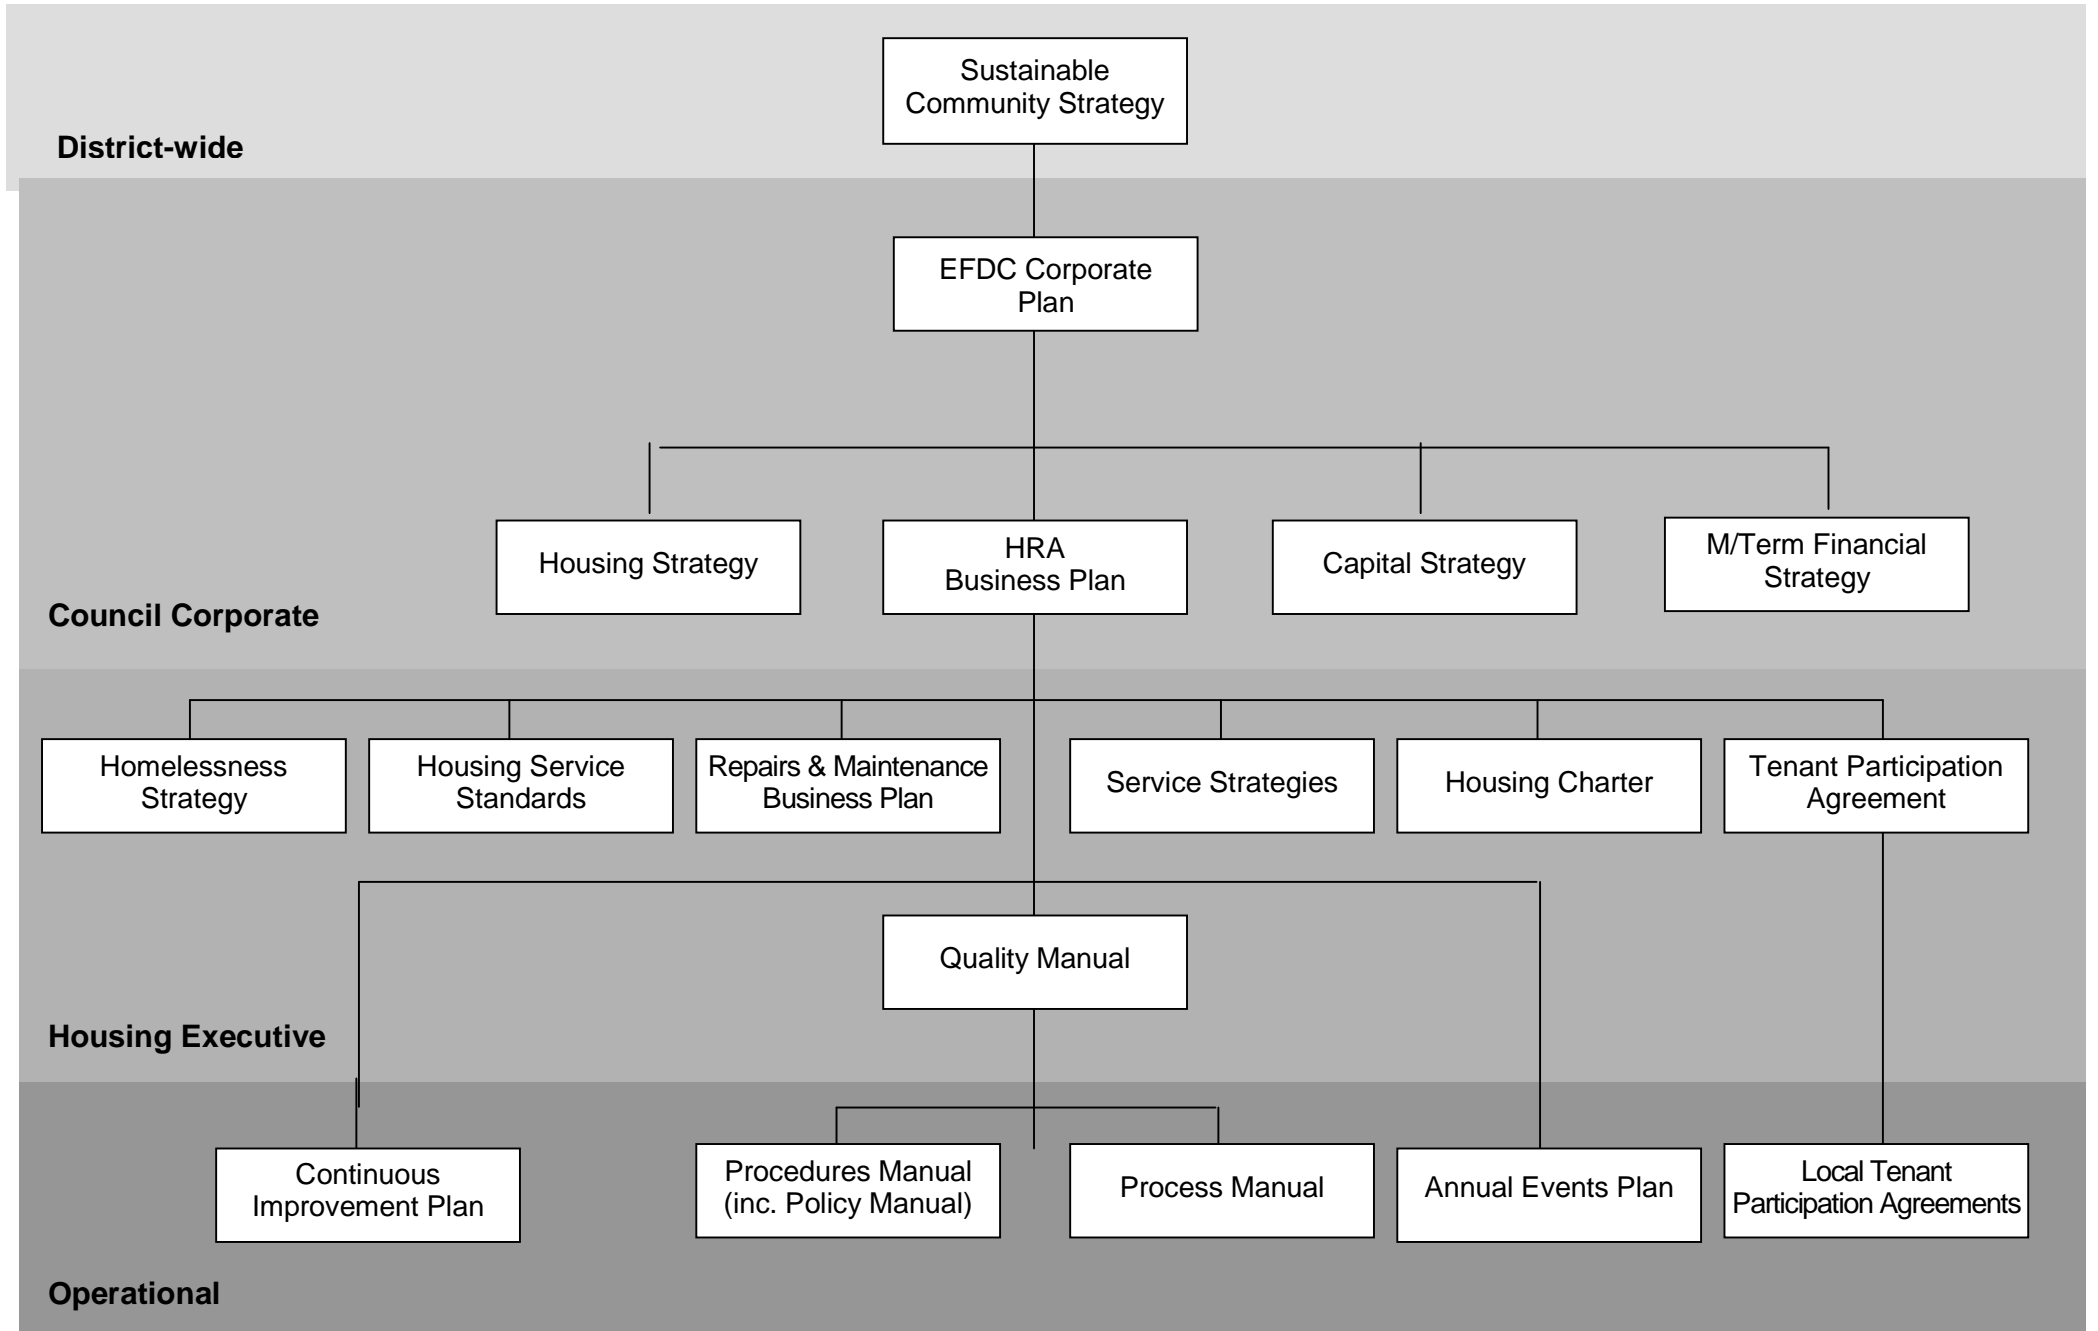 Sustainable
Community Strategy
District-wide
EFDC Corporate
Plan
Housing Strategy
HRA
Business Plan
Capital Strategy
M/Term Financial
Strategy
Council Corporate
Homelessness
Strategy
Housing Service
Standards
Repairs & Maintenance
Business Plan
Service Strategies
Housing Charter
Tenant Participation
Agreement
Quality Manual
Housing Executive
Continuous
Improvement Plan
Procedures Manual
(inc. Policy Manual)
Process Manual
Annual Events Plan
Local Tenant
Participation Agreements
Operational